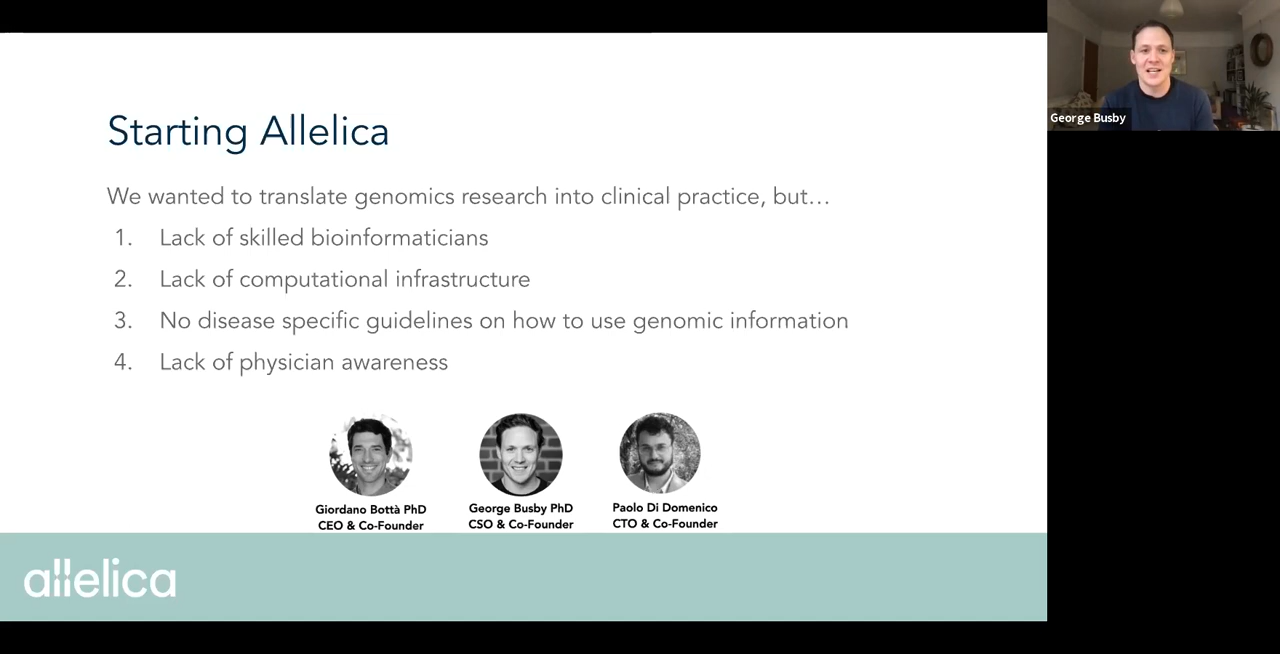 Starting Allelica
We wanted to translate genomics research into clinical practice, but…
1. Lack of skilled bioinformaticians
2. Lack of computational infrastructure
3. No disease specific guidelines on how to use genomic information
4. Lack of physician awareness
Giordano Bottà PhD
CEO & Co-Founder
George Busby PhD
CSO & Co-Founder
Paolo Di Domenico
CTO & Co-Founder
allelica
George Busby